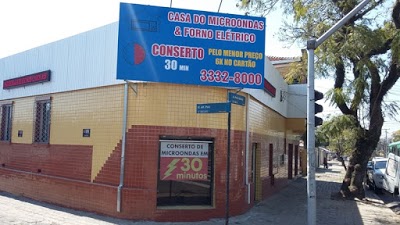 CASA DO MICROONDAS
& FORNO ELÉTRICO
CONSERTO
30 MIN
PELO MENOR PREÇO
6X NO CARTÃO
3332-8000
CONSERTO DE
MICROONDAS EM
30
minutos